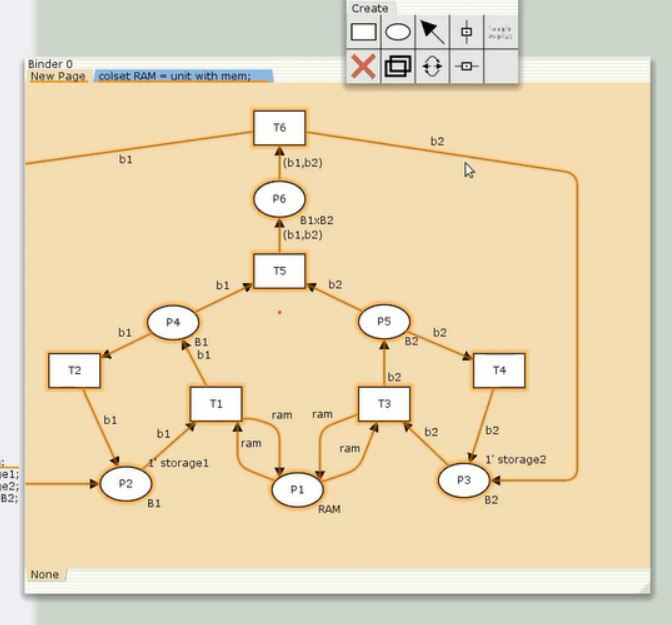 Create
Binder 0
New Page colset RAM = unit with mem;
T6
b1
b2
(b1,b2)
P6
B1xB2
(b1,b2)
T5
b1
b2
P4
B1
P5
B2
b1
b2
T2
b1
T4
T1
b2
T3
b1
ram
ram
b2
b1
ram
ram
b2
1` storage1
1` storage2
P2
B1
P1
RAM
P3
B2
ge1;
ge2;
B2;
None